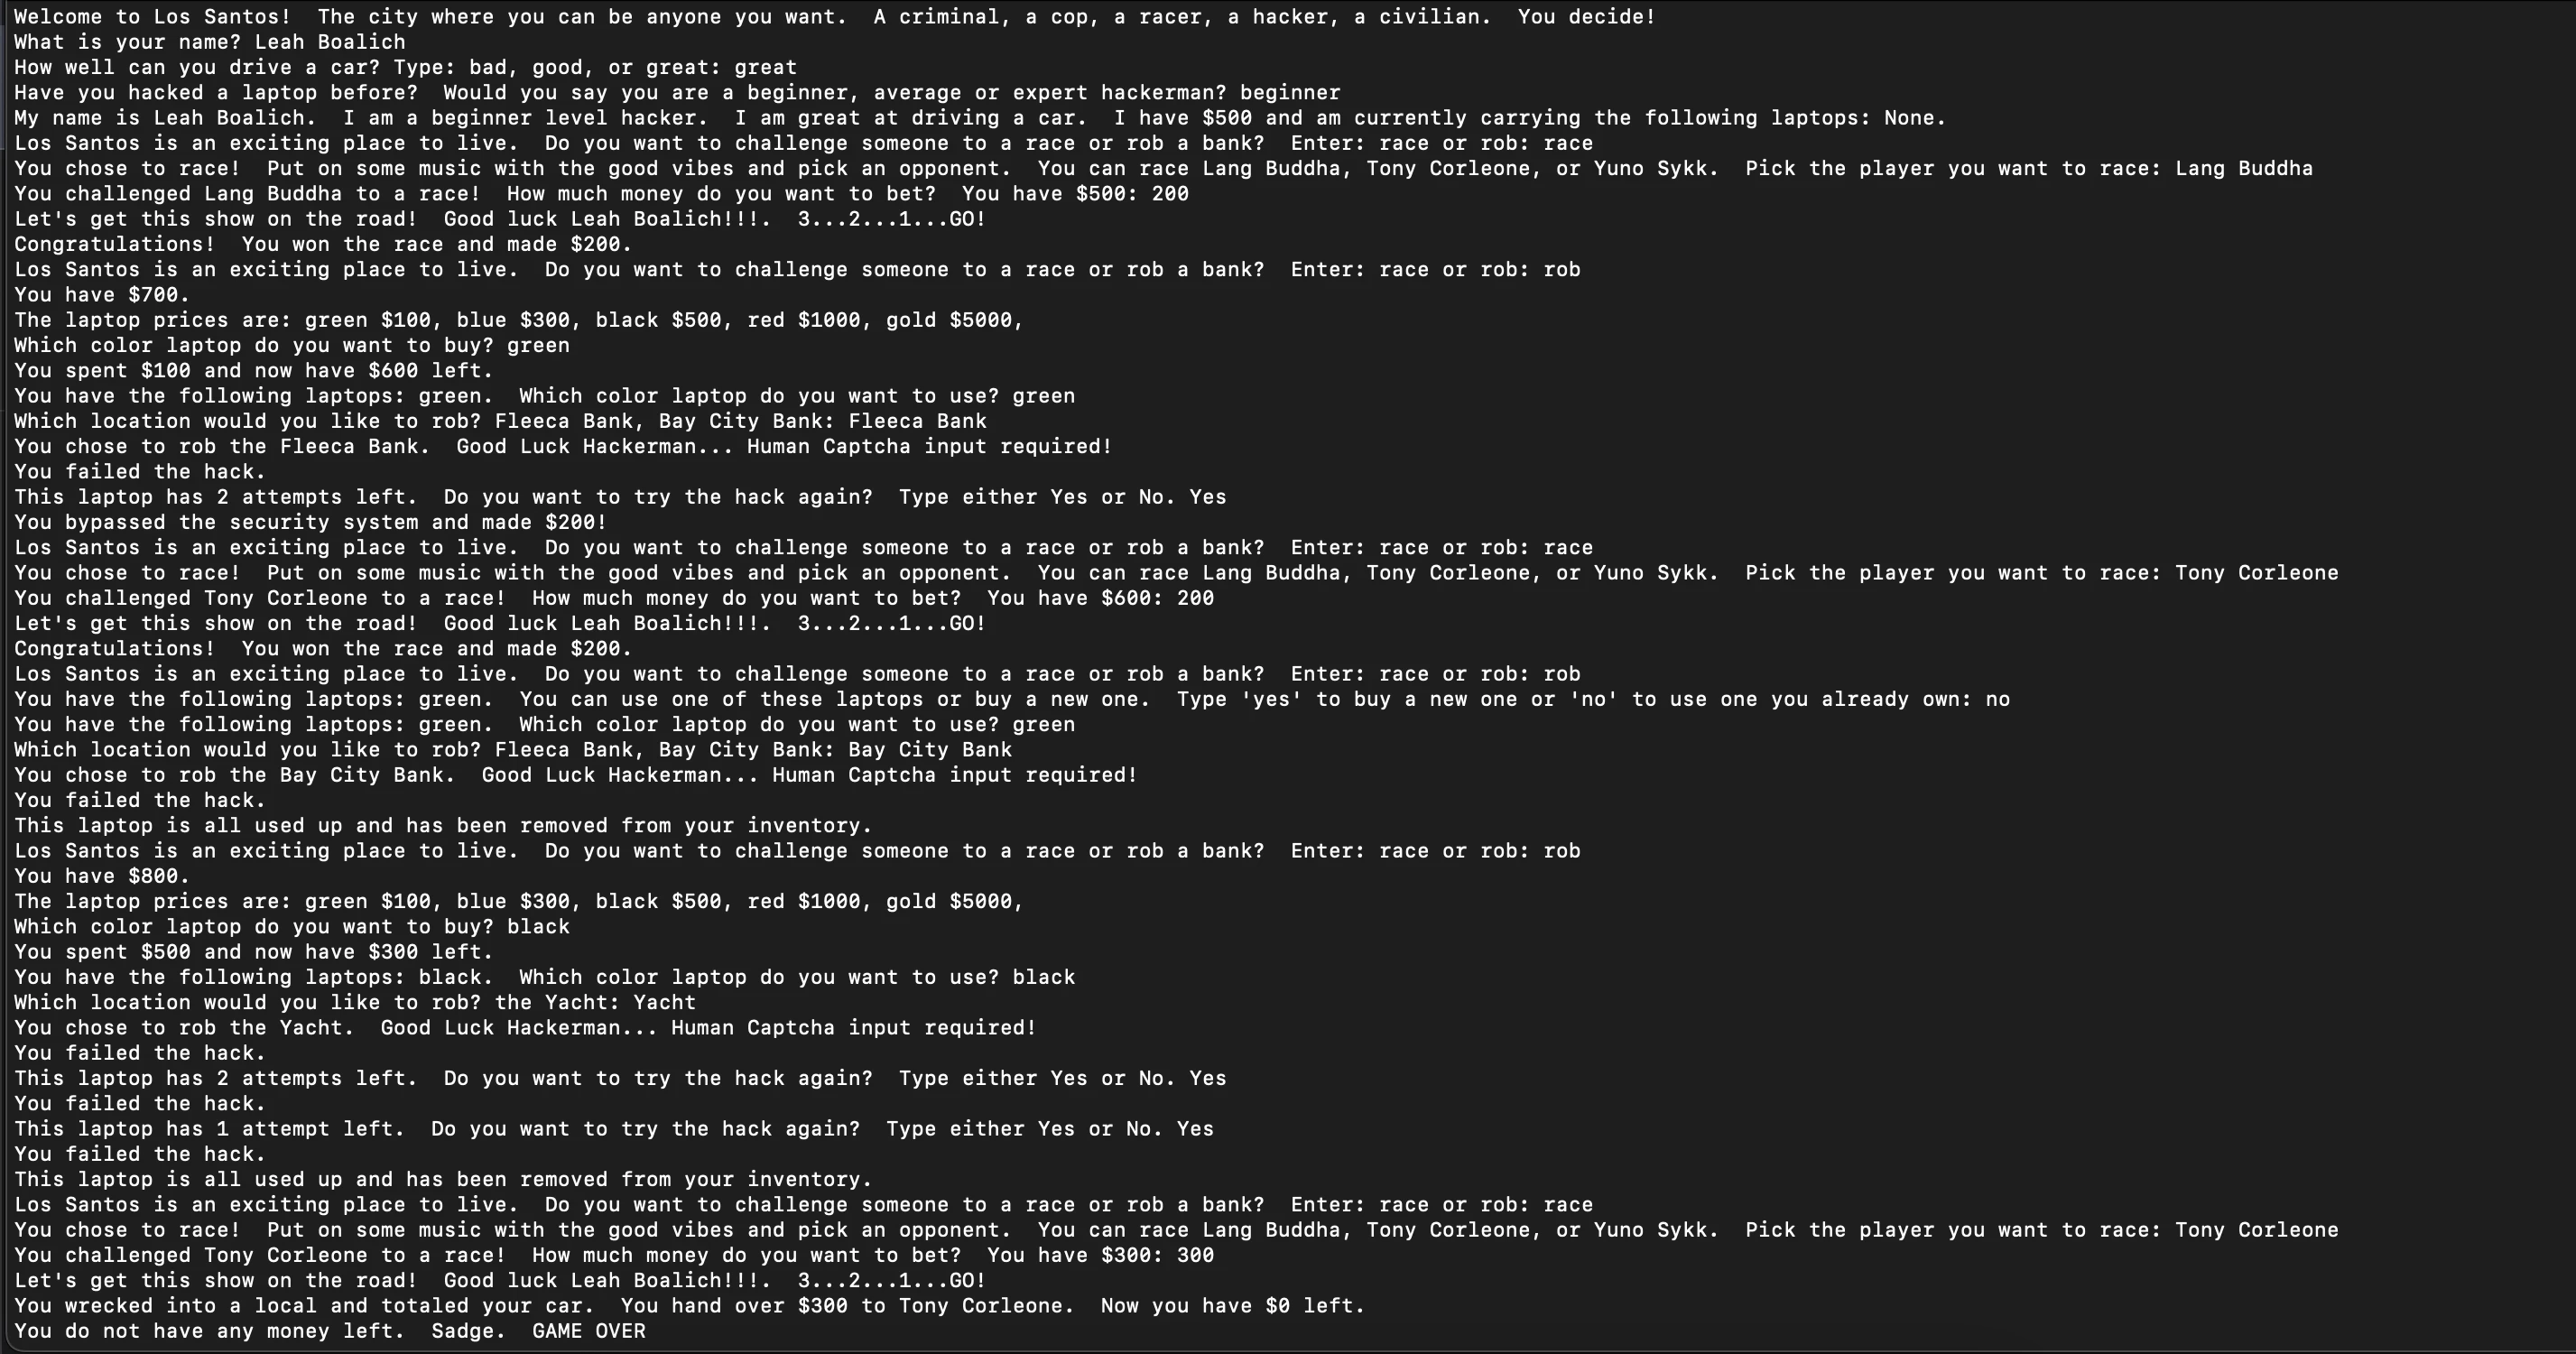 Welcome to Los Santos!  The city where you can be anyone you want.  A criminal, a cop, a racer, a hacker, a civilian.  You decide!
What is your name? Leah Boalich
How well can you drive a car? Type: bad, good, or great: great
Have you hacked a laptop before?  Would you say you are a beginner, average or expert hackerman? beginner
My name is Leah Boalich.  I am a beginner level hacker.  I am great at driving a car.  I have $500 and am currently carrying the following laptops: None.
Los Santos is an exciting place to live.  Do you want to challenge someone to a race or rob a bank?  Enter: race or rob: race
You chose to race!  Put on some music with the good vibes and pick an opponent.  You can race Lang Buddha, Tony Corleone, or Yuno Sykk.  Pick the player you want to race: Lang Buddha
You challenged Lang Buddha to a race!  How much money do you want to bet?  You have $500: 200
Let's get this show on the road!  Good luck Leah Boalich!!!.  3...2...1...GO!
Congratulations!  You won the race and made $200.
Los Santos is an exciting place to live.  Do you want to challenge someone to a race or rob a bank?  Enter: race or rob: rob
You have $700.
The laptop prices are: green $100, blue $300, black $500, red $1000, gold $5000,
Which color laptop do you want to buy? green
You spent $100 and now have $600 left.
You have the following laptops: green.  Which color laptop do you want to use? green
Which location would you like to rob? Fleeca Bank, Bay City Bank: Fleeca Bank
You chose to rob the Fleeca Bank.  Good Luck Hackerman... Human Captcha input required!
You failed the hack.
This laptop has 2 attempts left.  Do you want to try the hack again?  Type either Yes or No. Yes
You bypassed the security system and made $200!
Los Santos is an exciting place to live.  Do you want to challenge someone to a race or rob a bank?  Enter: race or rob: race
You chose to race!  Put on some music with the good vibes and pick an opponent.  You can race Lang Buddha, Tony Corleone, or Yuno Sykk.  Pick the player you want to race: Tony Corleone
You challenged Tony Corleone to a race!  How much money do you want to bet?  You have $600: 200
Let's get this show on the road!  Good luck Leah Boalich!!!.  3...2...1...GO!
Congratulations!  You won the race and made $200.
Los Santos is an exciting place to live.  Do you want to challenge someone to a race or rob a bank?  Enter: race or rob: rob
You have the following laptops: green.  You can use one of these laptops or buy a new one.  Type 'yes' to buy a new one or 'no' to use one you already own: no
You have the following laptops: green.  Which color laptop do you want to use? green
Which location would you like to rob? Fleeca Bank, Bay City Bank: Bay City Bank
You chose to rob the Bay City Bank.  Good Luck Hackerman... Human Captcha input required!
You failed the hack.
This laptop is all used up and has been removed from your inventory.
Los Santos is an exciting place to live.  Do you want to challenge someone to a race or rob a bank?  Enter: race or rob: rob
You have $800.
The laptop prices are: green $100, blue $300, black $500, red $1000, gold $5000,
Which color laptop do you want to buy? black
You spent $500 and now have $300 left.
You have the following laptops: black.  Which color laptop do you want to use? black
Which location would you like to rob? the Yacht: Yacht
You chose to rob the Yacht.  Good Luck Hackerman... Human Captcha input required!
You failed the hack.
This laptop has 2 attempts left.  Do you want to try the hack again?  Type either Yes or No. Yes
You failed the hack.
This laptop has 1 attempt left.  Do you want to try the hack again?  Type either Yes or No. Yes
You failed the hack.
This laptop is all used up and has been removed from your inventory.
Los Santos is an exciting place to live.  Do you want to challenge someone to a race or rob a bank?  Enter: race or rob: race
You chose to race!  Put on some music with the good vibes and pick an opponent.  You can race Lang Buddha, Tony Corleone, or Yuno Sykk.  Pick the player you want to race: Tony Corleone
You challenged Tony Corleone to a race!  How much money do you want to bet?  You have $300: 300
Let's get this show on the road!  Good luck Leah Boalich!!!.  3...2...1...GO!
You wrecked into a local and totaled your car.  You hand over $300 to Tony Corleone.  Now you have $0 left.
You do not have any money left.  Sadge.  GAME OVER